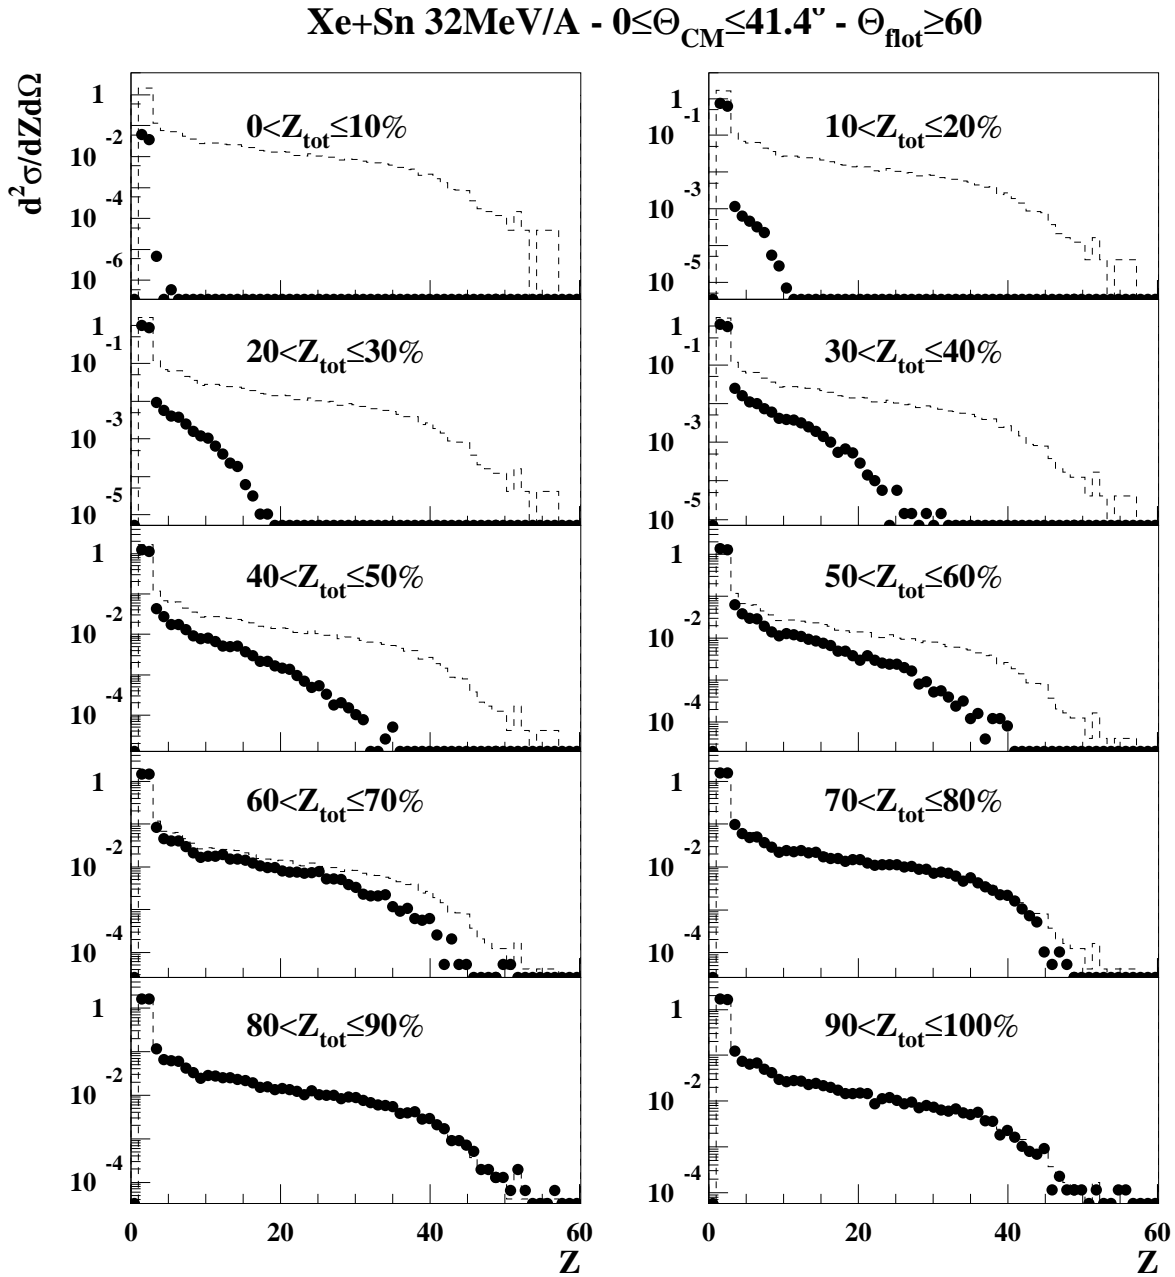 Xe+Sn 32MeV/A - 0≤Θ_CM≤41.4° - Θ_flot≥60
d²σ/dZdΩ
0<Z_tot≤10%
1
10^-2
10^-4
10^-6
10<Z_tot≤20%
1
10^-1
10^-3
10^-5
20<Z_tot≤30%
1
10^-1
10^-3
10^-5
30<Z_tot≤40%
1
10^-1
10^-3
10^-5
40<Z_tot≤50%
1
10^-2
10^-4
50<Z_tot≤60%
1
10^-2
10^-4
60<Z_tot≤70%
1
10^-2
10^-4
70<Z_tot≤80%
1
10^-2
10^-4
80<Z_tot≤90%
1
10^-2
10^-4
90<Z_tot≤100%
1
10^-2
10^-4
0 20 40 60
Z
0 20 40 60
Z